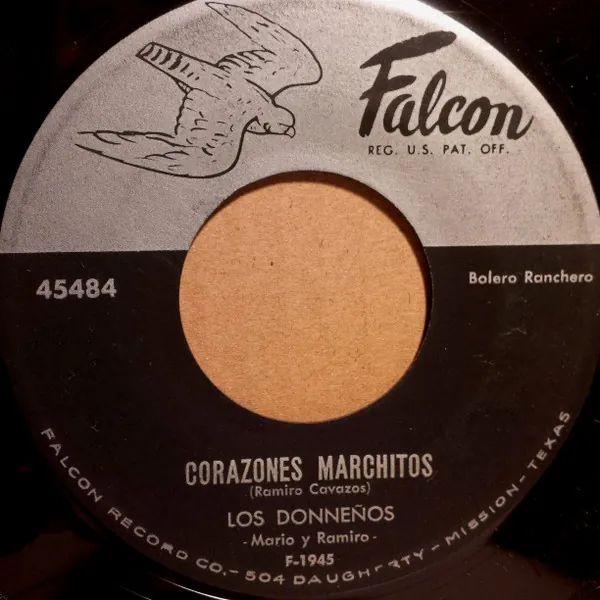 Falcon
REG. U.S. PAT. OFF.
45484
Bolero Ranchero
CORAZONES MARCHITOS
(Ramiro Cavazos)
LOS DONNEÑOS
- Mario y Ramiro -
F-1945
FALCON RECORD CO.-504 DAUGHERTY-MISSION-TEXAS